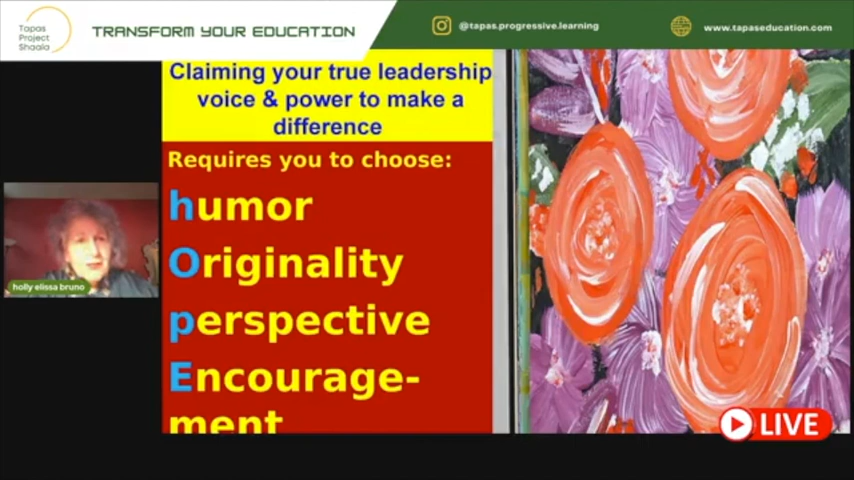 Tapas
Project
Shaala
TRANSFORM YOUR EDUCATION
@tapas.progressive.learning
www.tapaseducation.com
Claiming your true leadership
voice & power to make a
difference
Requires you to choose:
humor
Originality
perspective
Encourage-
ment
holly elissa bruno
LIVE